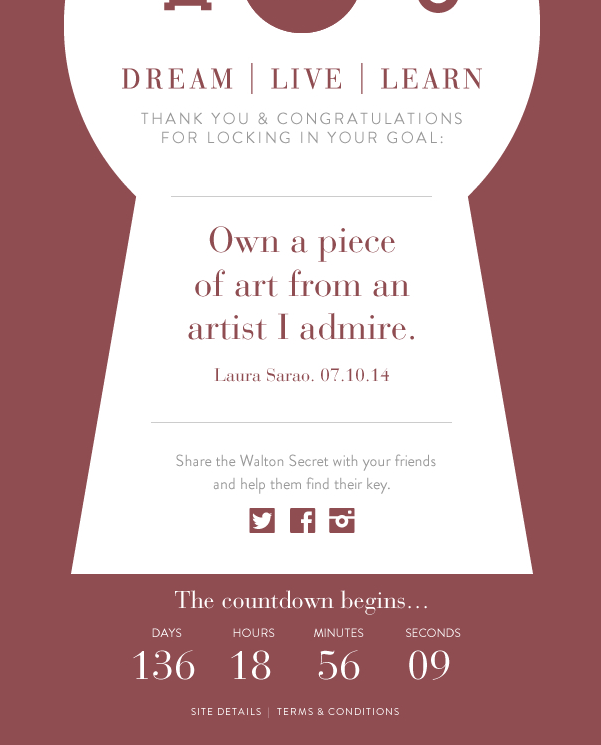 DREAM | LIVE | LEARN
THANK YOU & CONGRATULATIONS
FOR LOCKING IN YOUR GOAL:
Own a piece
of art from an
artist I admire.
Laura Sarao. 07.10.14
Share the Walton Secret with your friends
and help them find their key.
The countdown begins...
DAYS HOURS MINUTES SECONDS
136 18 56 09
SITE DETAILS | TERMS & CONDITIONS